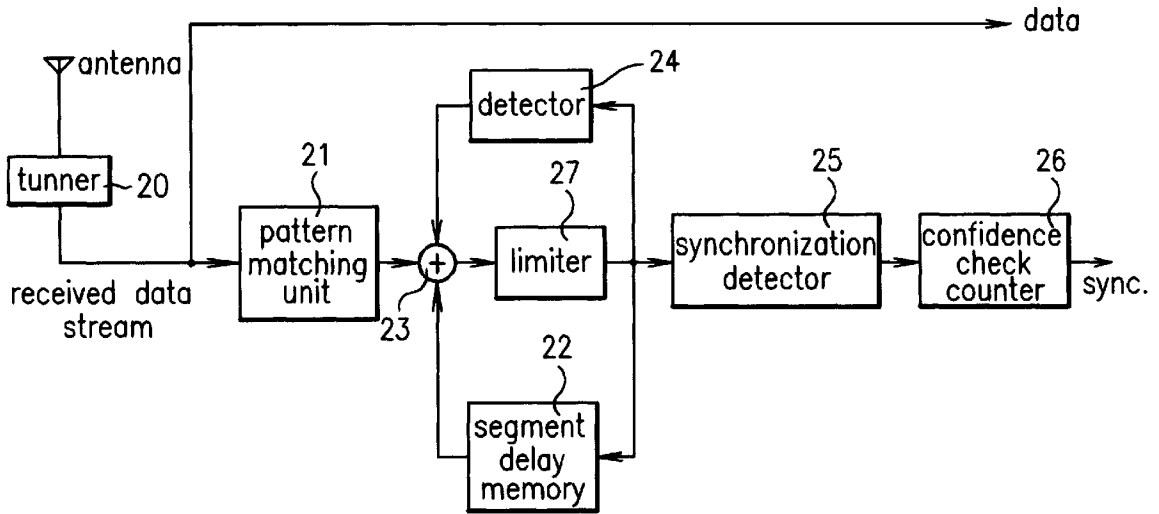 data
antenna
24
detector
tunner
20
21
27
25
26
pattern
matching
unit
23
limiter
synchronization
detector
confidence
check
counter
sync.
received data
stream
22
segment
delay
memory